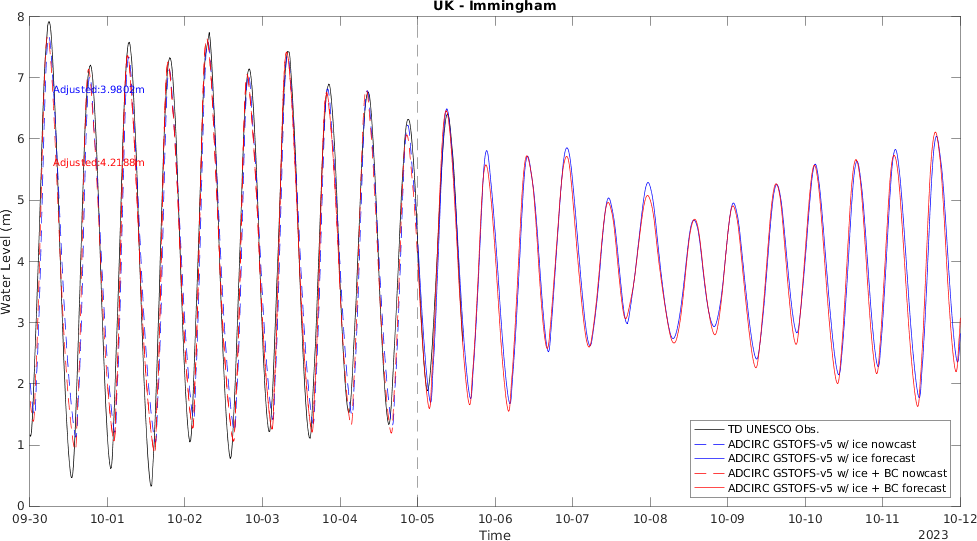 UK - Immingham
8
7
6
5
4
3
2
1
0
Water Level (m)
Adjusted:3.9802m
Adjusted:4.2188m
TD UNESCO Obs.
ADCIRC GSTOFS-v5 w/ ice nowcast
ADCIRC GSTOFS-v5 w/ ice forecast
ADCIRC GSTOFS-v5 w/ ice + BC nowcast
ADCIRC GSTOFS-v5 w/ ice + BC forecast
09-30 10-01 10-02 10-03 10-04 10-05 10-06 10-07 10-08 10-09 10-10 10-11 10-12
Time
2023